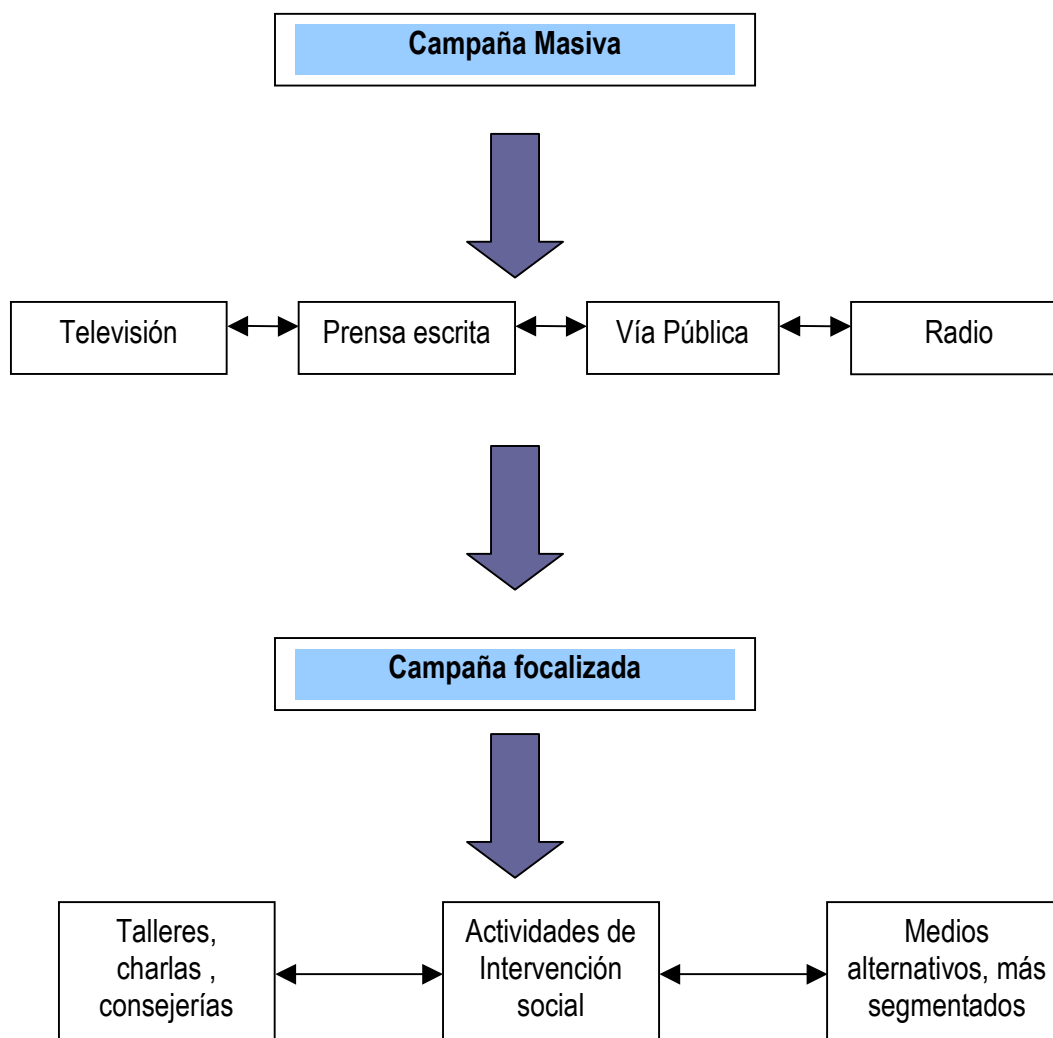 Campaña Masiva
Televisión
Prensa escrita
Vía Pública
Radio
Campaña focalizada
Talleres,
charlas ,
consejerías
Actividades de
Intervención
social
Medios
alternativos, más
segmentados